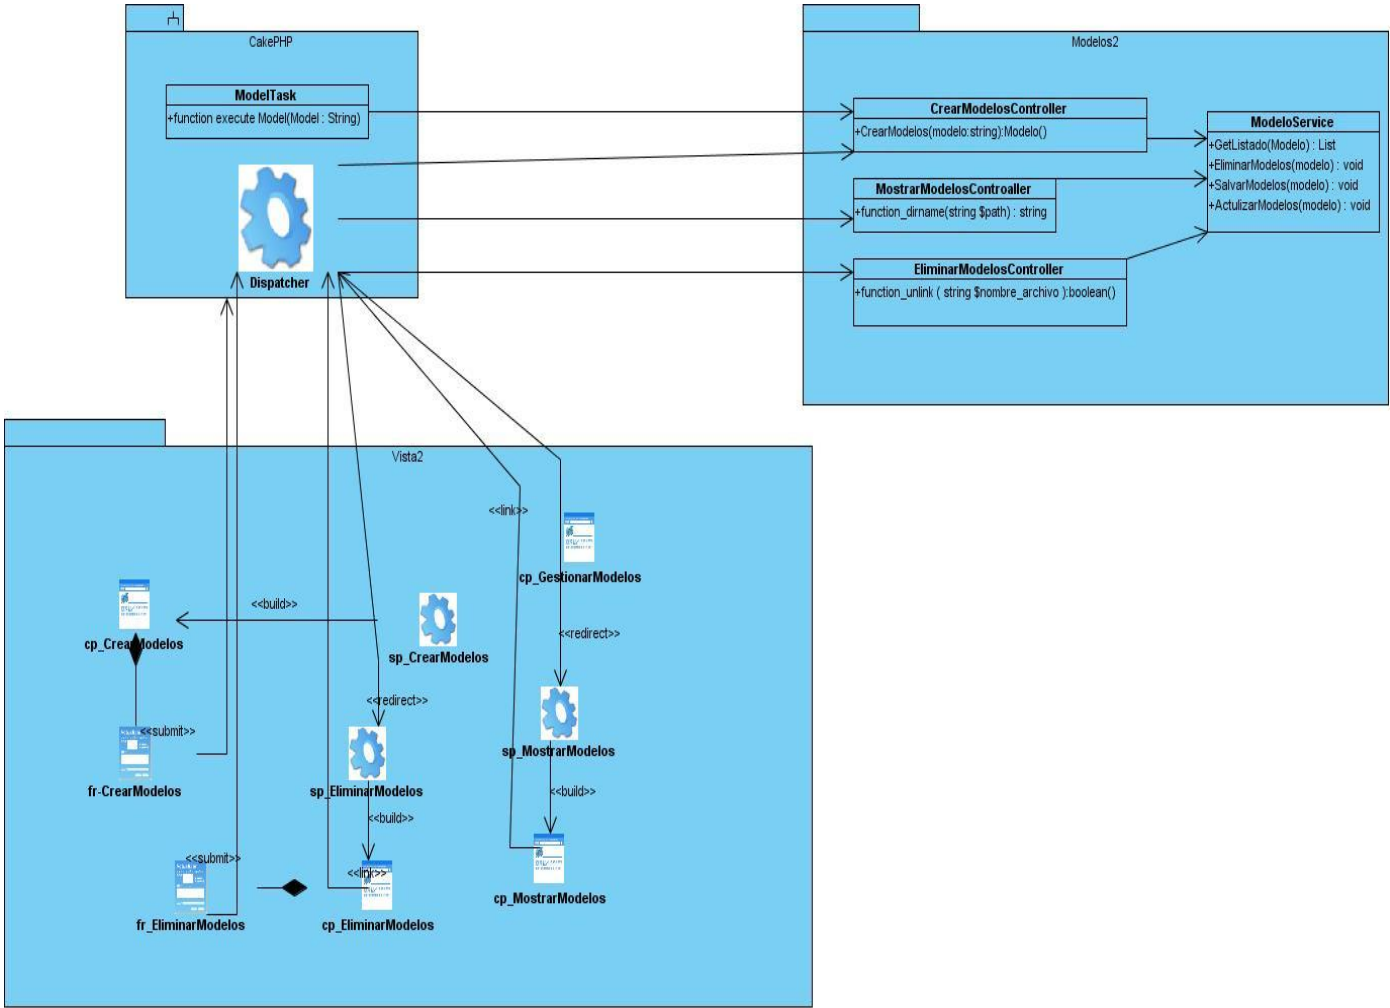 CakePHP
ModelTask
+function execute Model(Model : String)
Dispatcher
Modelos2
CrearModelosController
+CrearModelos(modelo:string):Modelo()
MostrarModelosControaller
+function_dirname(string $path) : string
EliminarModelosController
+function_unlink ( string $nombre_archivo ):boolean()
ModeloService
+GetListado(Modelo) : List
+EliminarModelos(modelo) : void
+SalvarModelos(modelo) : void
+ActulizarModelos(modelo) : void
Vista2
<<link>>
cp_GestionarModelos
<<build>>
<<redirect>>
cp_CrearModelos
sp_CrearModelos
<<redirect>>
<<submit>>
sp_MostrarModelos
fr-CrearModelos
sp_EliminarModelos
<<build>>
<<build>>
<<submit>>
<<link>>
cp_MostrarModelos
fr_EliminarModelos
cp_EliminarModelos